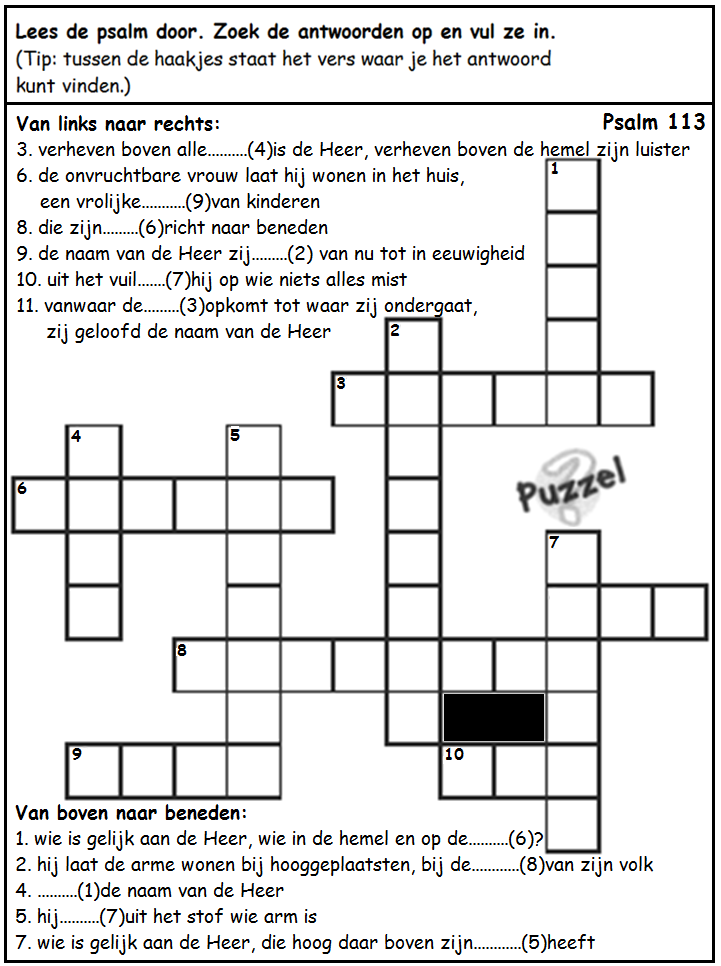 Lees de psalm door. Zoek de antwoorden op en vul ze in.
(Tip: tussen de haakjes staat het vers waar je het antwoord
kunt vinden.)
Van links naar rechts:
Psalm 113
3. verheven boven alle..........(4)is de Heer, verheven boven de hemel zijn luister
6. de onvruchtbare vrouw laat hij wonen in het huis,
een vrolijke...........(9)van kinderen
8. die zijn.........(6)richt naar beneden
9. de naam van de Heer zij.........(2) van nu tot in eeuwigheid
10. uit het vuil.......(7)hij op wie niets alles mist
11. vanwaar de.........(3)opkomt tot waar zij ondergaat,
zij geloofd de naam van de Heer
1
2
3
4
5
6
Puzzel
7
8
9
10
Van boven naar beneden:
1. wie is gelijk aan de Heer, wie in de hemel en op de..........(6)?
2. hij laat de arme wonen bij hooggeplaatsten, bij de............(8)van zijn volk
4. ..........(1)de naam van de Heer
5. hij..........(7)uit het stof wie arm is
7. wie is gelijk aan de Heer, die hoog daar boven zijn............(5)heeft